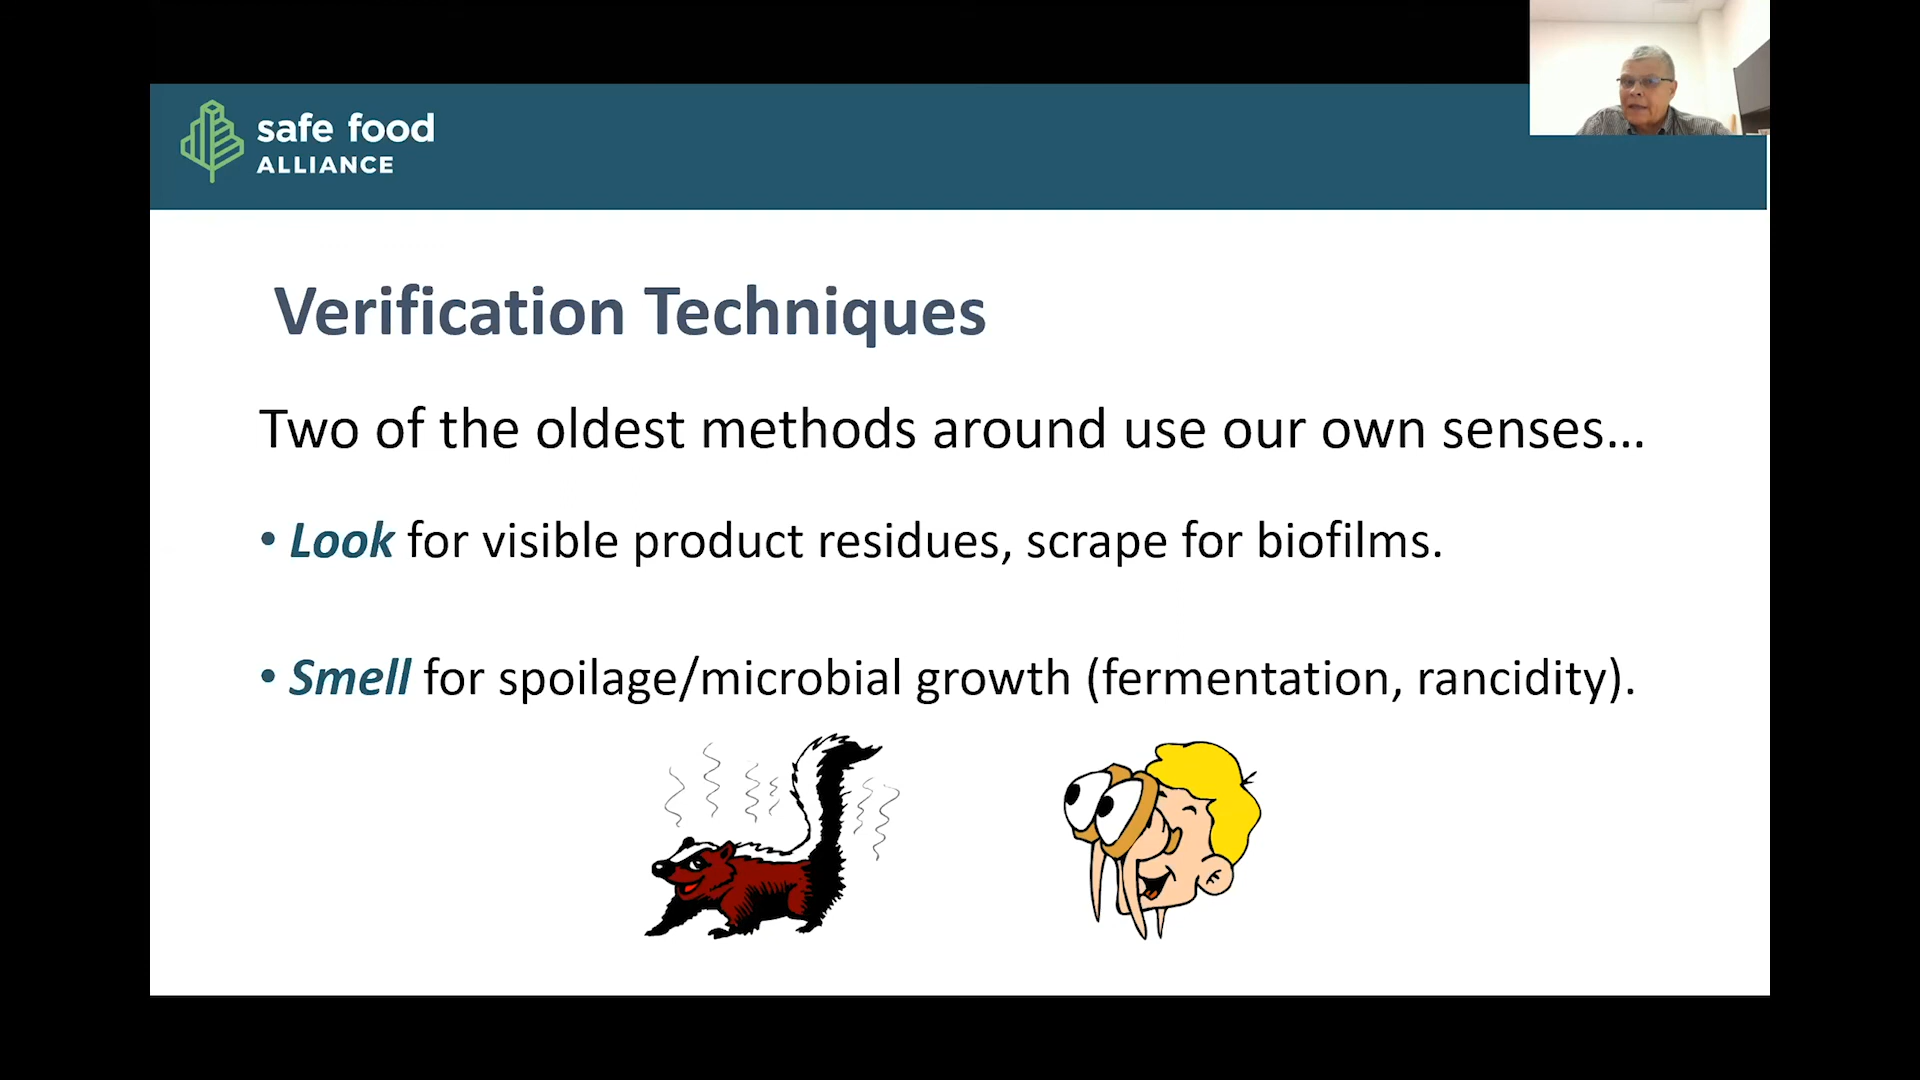 safe food
ALLIANCE
Verification Techniques
Two of the oldest methods around use our own senses...
• Look for visible product residues, scrape for biofilms.
• Smell for spoilage/microbial growth (fermentation, rancidity).